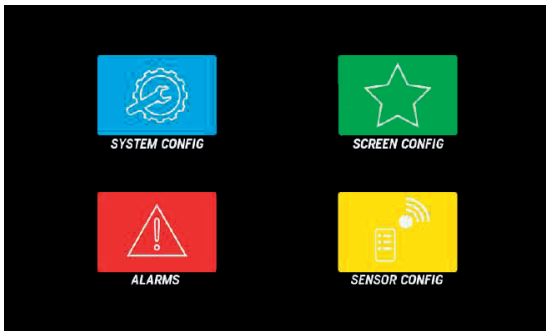 SYSTEM CONFIG
SCREEN CONFIG
ALARMS
SENSOR CONFIG